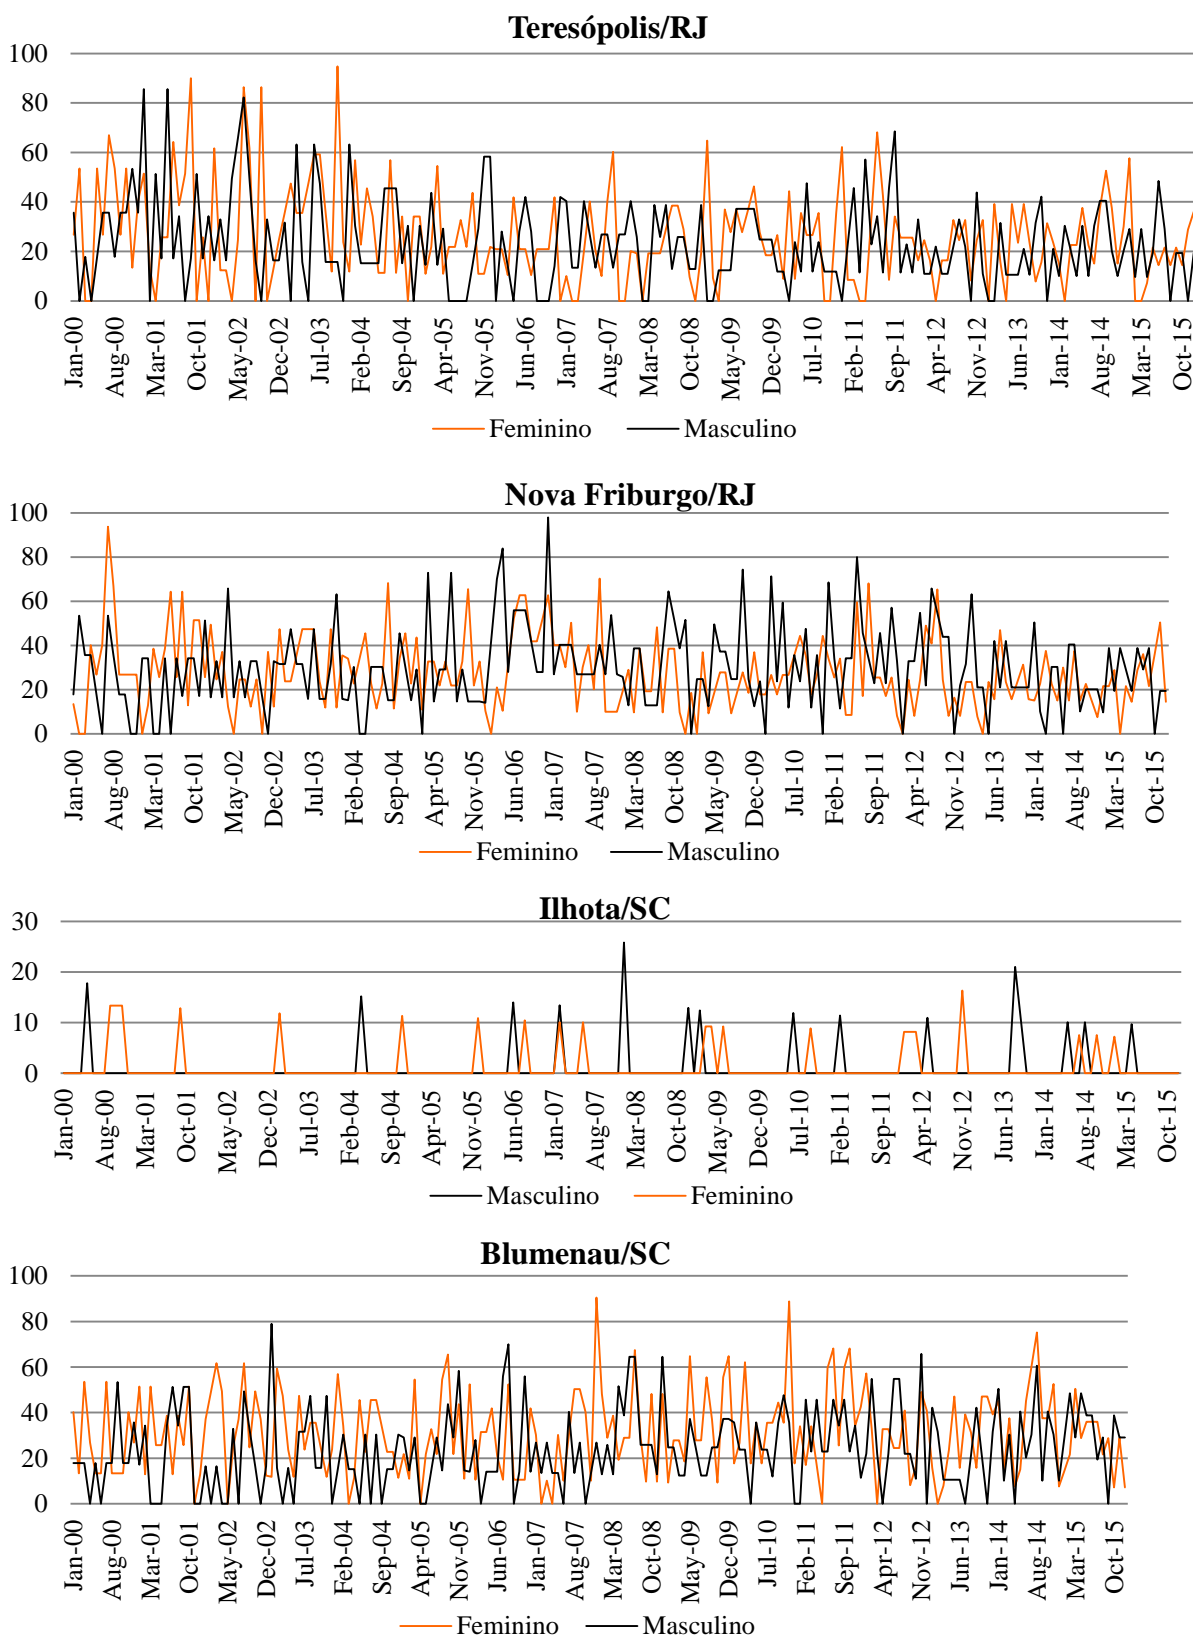 Teresópolis/RJ
100
80
60
40
20
0
Jan-00 Aug-00 Mar-01 Oct-01 May-02 Dec-02 Jul-03 Feb-04 Sep-04 Apr-05 Nov-05 Jun-06 Jan-07 Aug-07 Mar-08 Oct-08 May-09 Dec-09 Jul-10 Feb-11 Sep-11 Apr-12 Nov-12 Jun-13 Jan-14 Aug-14 Mar-15 Oct-15
Feminino Masculino
Nova Friburgo/RJ
100
80
60
40
20
0
Jan-00 Aug-00 Mar-01 Oct-01 May-02 Dec-02 Jul-03 Feb-04 Sep-04 Apr-05 Nov-05 Jun-06 Jan-07 Aug-07 Mar-08 Oct-08 May-09 Dec-09 Jul-10 Feb-11 Sep-11 Apr-12 Nov-12 Jun-13 Jan-14 Aug-14 Mar-15 Oct-15
Feminino Masculino
Ilhota/SC
30
20
10
0
Jan-00 Aug-00 Mar-01 Oct-01 May-02 Dec-02 Jul-03 Feb-04 Sep-04 Apr-05 Nov-05 Jun-06 Jan-07 Aug-07 Mar-08 Oct-08 May-09 Dec-09 Jul-10 Feb-11 Sep-11 Apr-12 Nov-12 Jun-13 Jan-14 Aug-14 Mar-15 Oct-15
Masculino Feminino
Blumenau/SC
100
80
60
40
20
0
Jan-00 Aug-00 Mar-01 Oct-01 May-02 Dec-02 Jul-03 Feb-04 Sep-04 Apr-05 Nov-05 Jun-06 Jan-07 Aug-07 Mar-08 Oct-08 May-09 Dec-09 Jul-10 Feb-11 Sep-11 Apr-12 Nov-12 Jun-13 Jan-14 Aug-14 Mar-15 Oct-15
Feminino Masculino